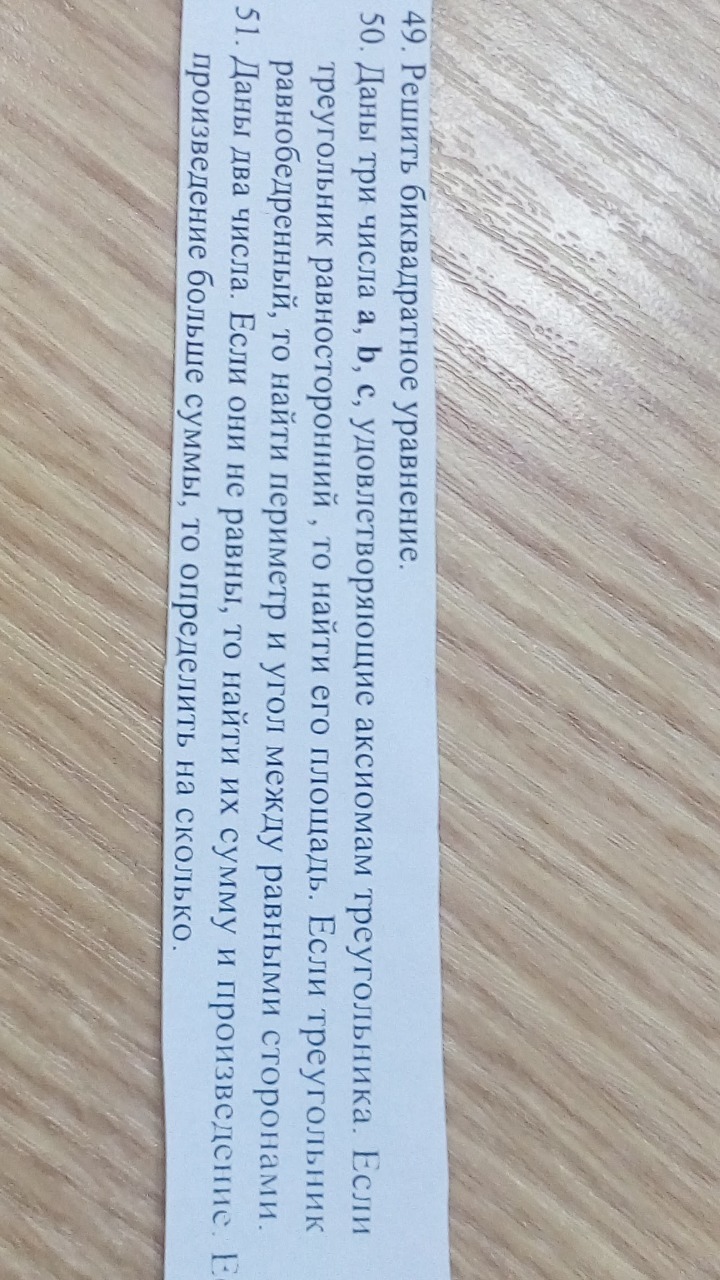 49. Решить биквадратное уравнение.
50. Даны три числа a, b, c, удовлетворяющие аксиомам треугольника. Если
треугольник равносторонний , то найти его площадь. Если треугольник
равнобедренный, то найти периметр и угол между равными сторонами.
51. Даны два числа. Если они не равны, то найти их сумму и произведение.
произведение больше суммы, то определить на сколько.